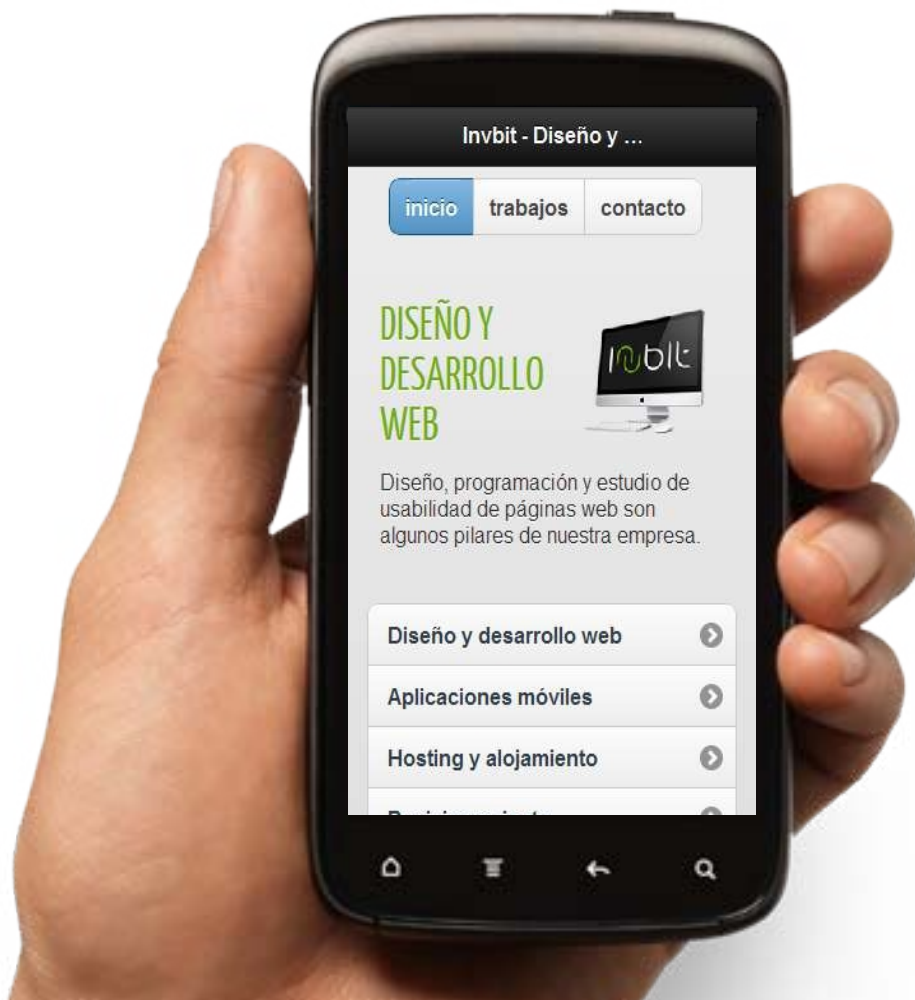 Invbit - Diseño y ...
inicio trabajos contacto
DISEÑO Y
DESARROLLO
WEB
Invbit
Diseño, programación y estudio de
usabilidad de páginas web son
algunos pilares de nuestra empresa.
Diseño y desarrollo web
Aplicaciones móviles
Hosting y alojamiento